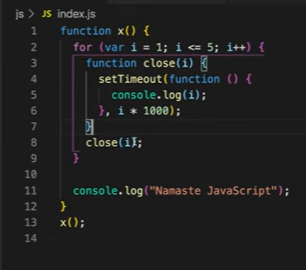 js > JS index.js
1 function x() {
2 for (var i = 1; i <= 5; i++) {
3 function close(i) {
4 setTimeout(function () {
5 console.log(i);
6 }, i * 1000);
7 }
8 close(i);
9 }
10
11 console.log("Namaste JavaScript");
12 }
13 x();
14